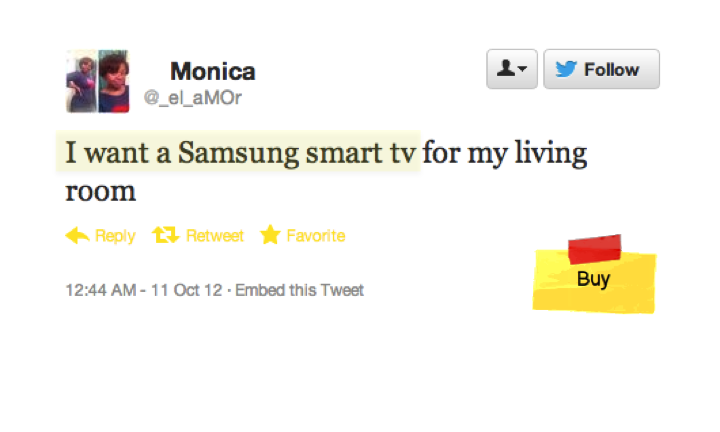 Monica
@_el_aMOr
Follow
I want a Samsung smart tv for my living
room
Reply Retweet Favorite
12:44 AM - 11 Oct 12 · Embed this Tweet
Buy